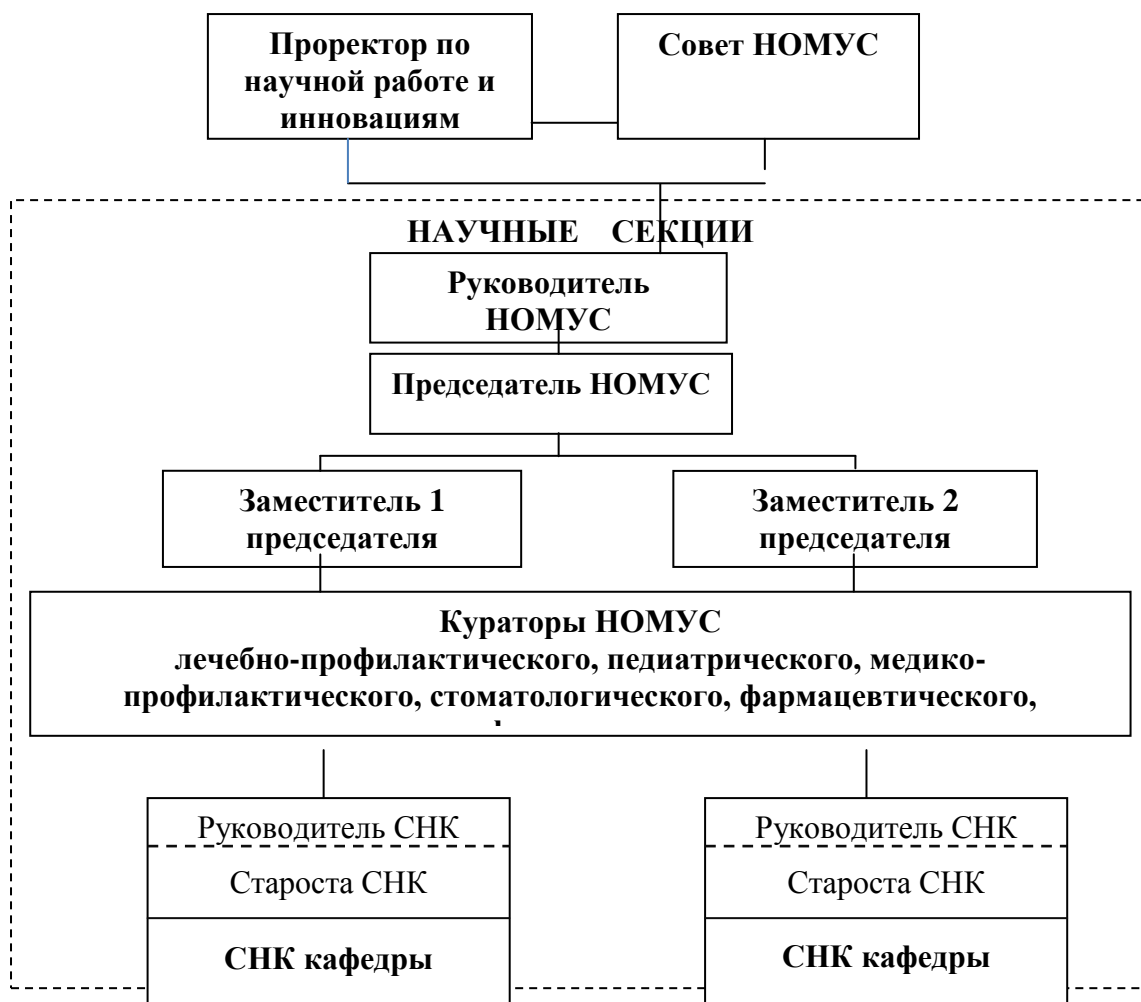 Проректор по
научной работе и
инновациям
Совет НОМУС
НАУЧНЫЕ СЕКЦИИ
Руководитель
НОМУС
Председатель НОМУС
Заместитель 1
председателя
Заместитель 2
председателя
Кураторы НОМУС
лечебно-профилактического, педиатрического, медико-
профилактического, стоматологического, фармацевтического,
Руководитель СНК
Староста СНК
СНК кафедры
Руководитель СНК
Староста СНК
СНК кафедры